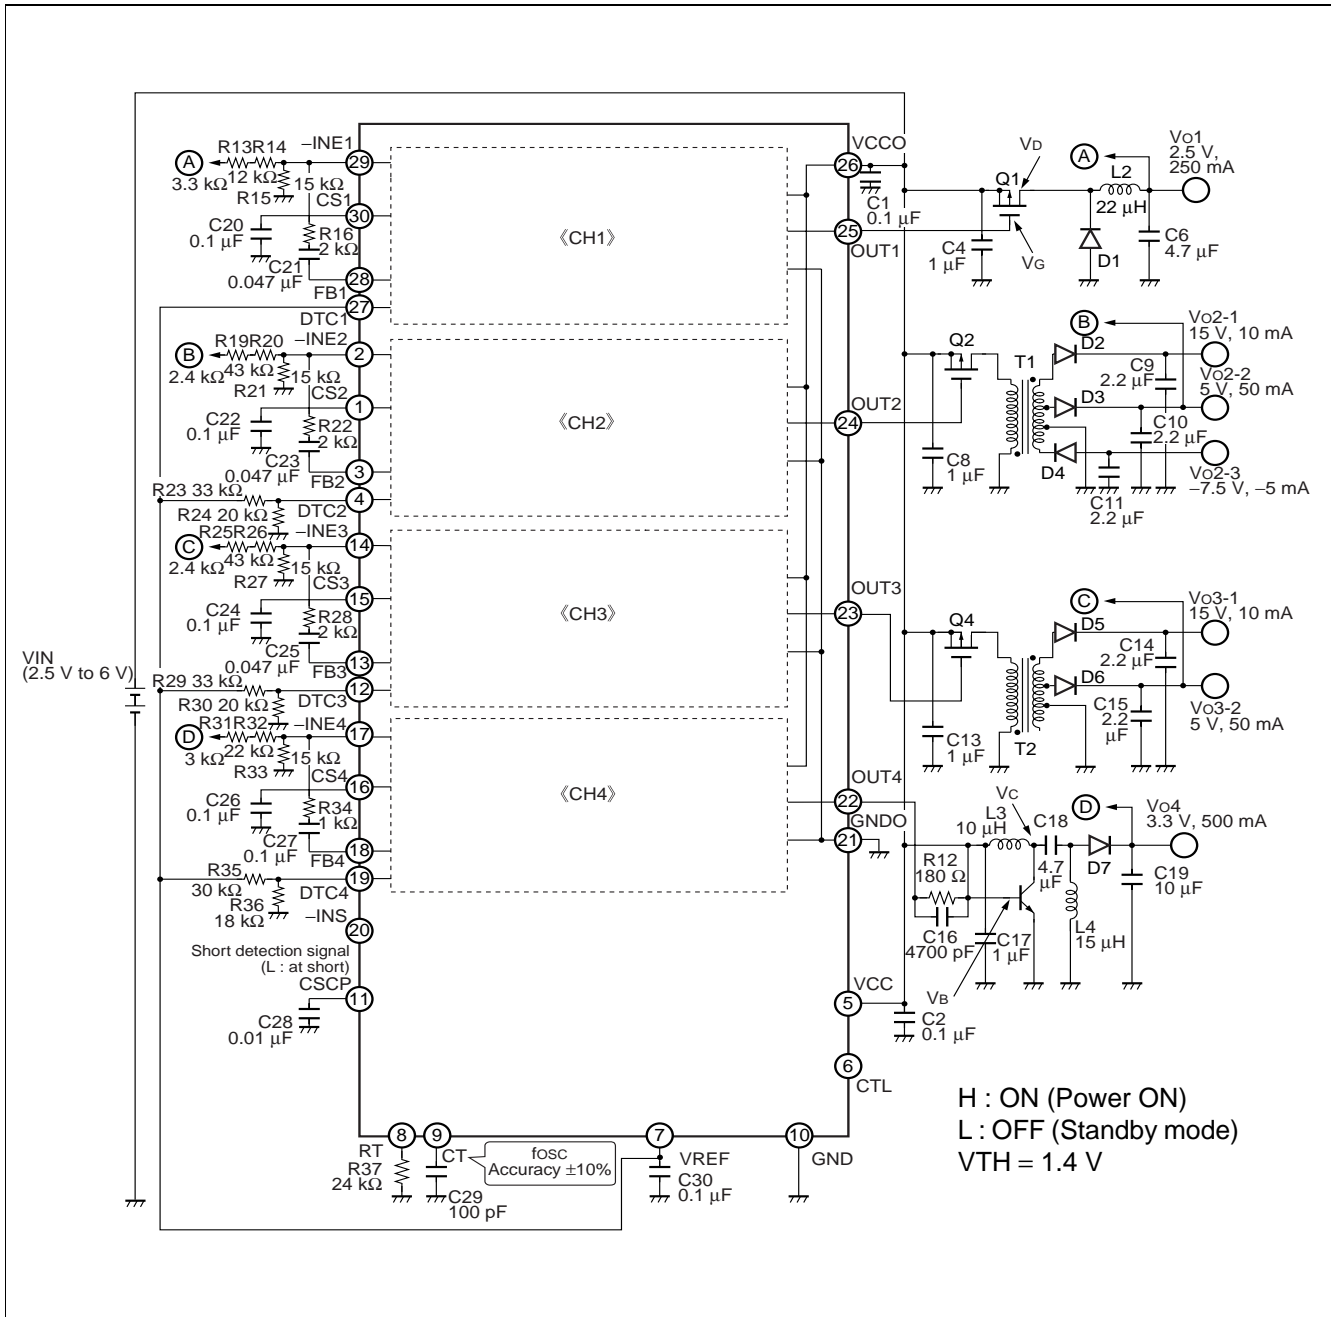 VIN
(2.5 V to 6 V)
A
R13
R14
3.3 kΩ
12 kΩ
R15
15 kΩ
−INE1
29
CS1
30
C20
0.1 µF
R16
2 kΩ
C21
0.047 µF
28
FB1
27
DTC1
B
R19
R20
2.4 kΩ
43 kΩ
R21
15 kΩ
−INE2
2
CS2
1
C22
0.1 µF
R22
2 kΩ
C23
0.047 µF
3
FB2
R23 33 kΩ
4
R24 20 kΩ
DTC2
C
R25
R26
2.4 kΩ
43 kΩ
R27
15 kΩ
−INE3
14
CS3
15
C24
0.1 µF
R28
2 kΩ
C25
0.047 µF
13
FB3
R29 33 kΩ
12
R30 20 kΩ
DTC3
D
R31
R32
3 kΩ
22 kΩ
R33
15 kΩ
−INE4
17
CS4
16
C26
0.1 µF
R34
1 kΩ
C27
0.1 µF
18
FB4
R35
30 kΩ
19
R36
18 kΩ
DTC4
−INS
20
Short detection signal
(L : at short)
CSCP
11
C28
0.01 µF
《CH1》
《CH2》
《CH3》
《CH4》
VCCO
26
C1
0.1 µF
25
OUT1
C4
1 µF
Q1
VD
VG
A
L2
22 µH
D1
C6
4.7 µF
Vo1
2.5 V,
250 mA
OUT2
24
Q2
C8
1 µF
T1
B
D2
D3
D4
C9
2.2 µF
C10
2.2 µF
C11
2.2 µF
Vo2-1
15 V, 10 mA
Vo2-2
5 V, 50 mA
Vo2-3
−7.5 V, −5 mA
OUT3
23
Q4
C13
1 µF
T2
C
D5
D6
C14
2.2 µF
C15
2.2
µF
Vo3-1
15 V, 10 mA
Vo3-2
5 V, 50 mA
OUT4
22
GNDO
21
R12
180 Ω
C16
4700 pF
C17
1 µF
L3
10 µH
VC
C18
4.7
µF
VB
L4
15 µH
D
D7
C19
10 µF
Vo4
3.3 V, 500 mA
VCC
5
C2
0.1 µF
6
CTL
H : ON (Power ON)
L : OFF (Standby mode)
VTH = 1.4 V
8
RT
R37
24 kΩ
9
CT
C29
100 pF
fOSC
Accuracy ±10%
7
VREF
C30
0.1 µF
10
GND